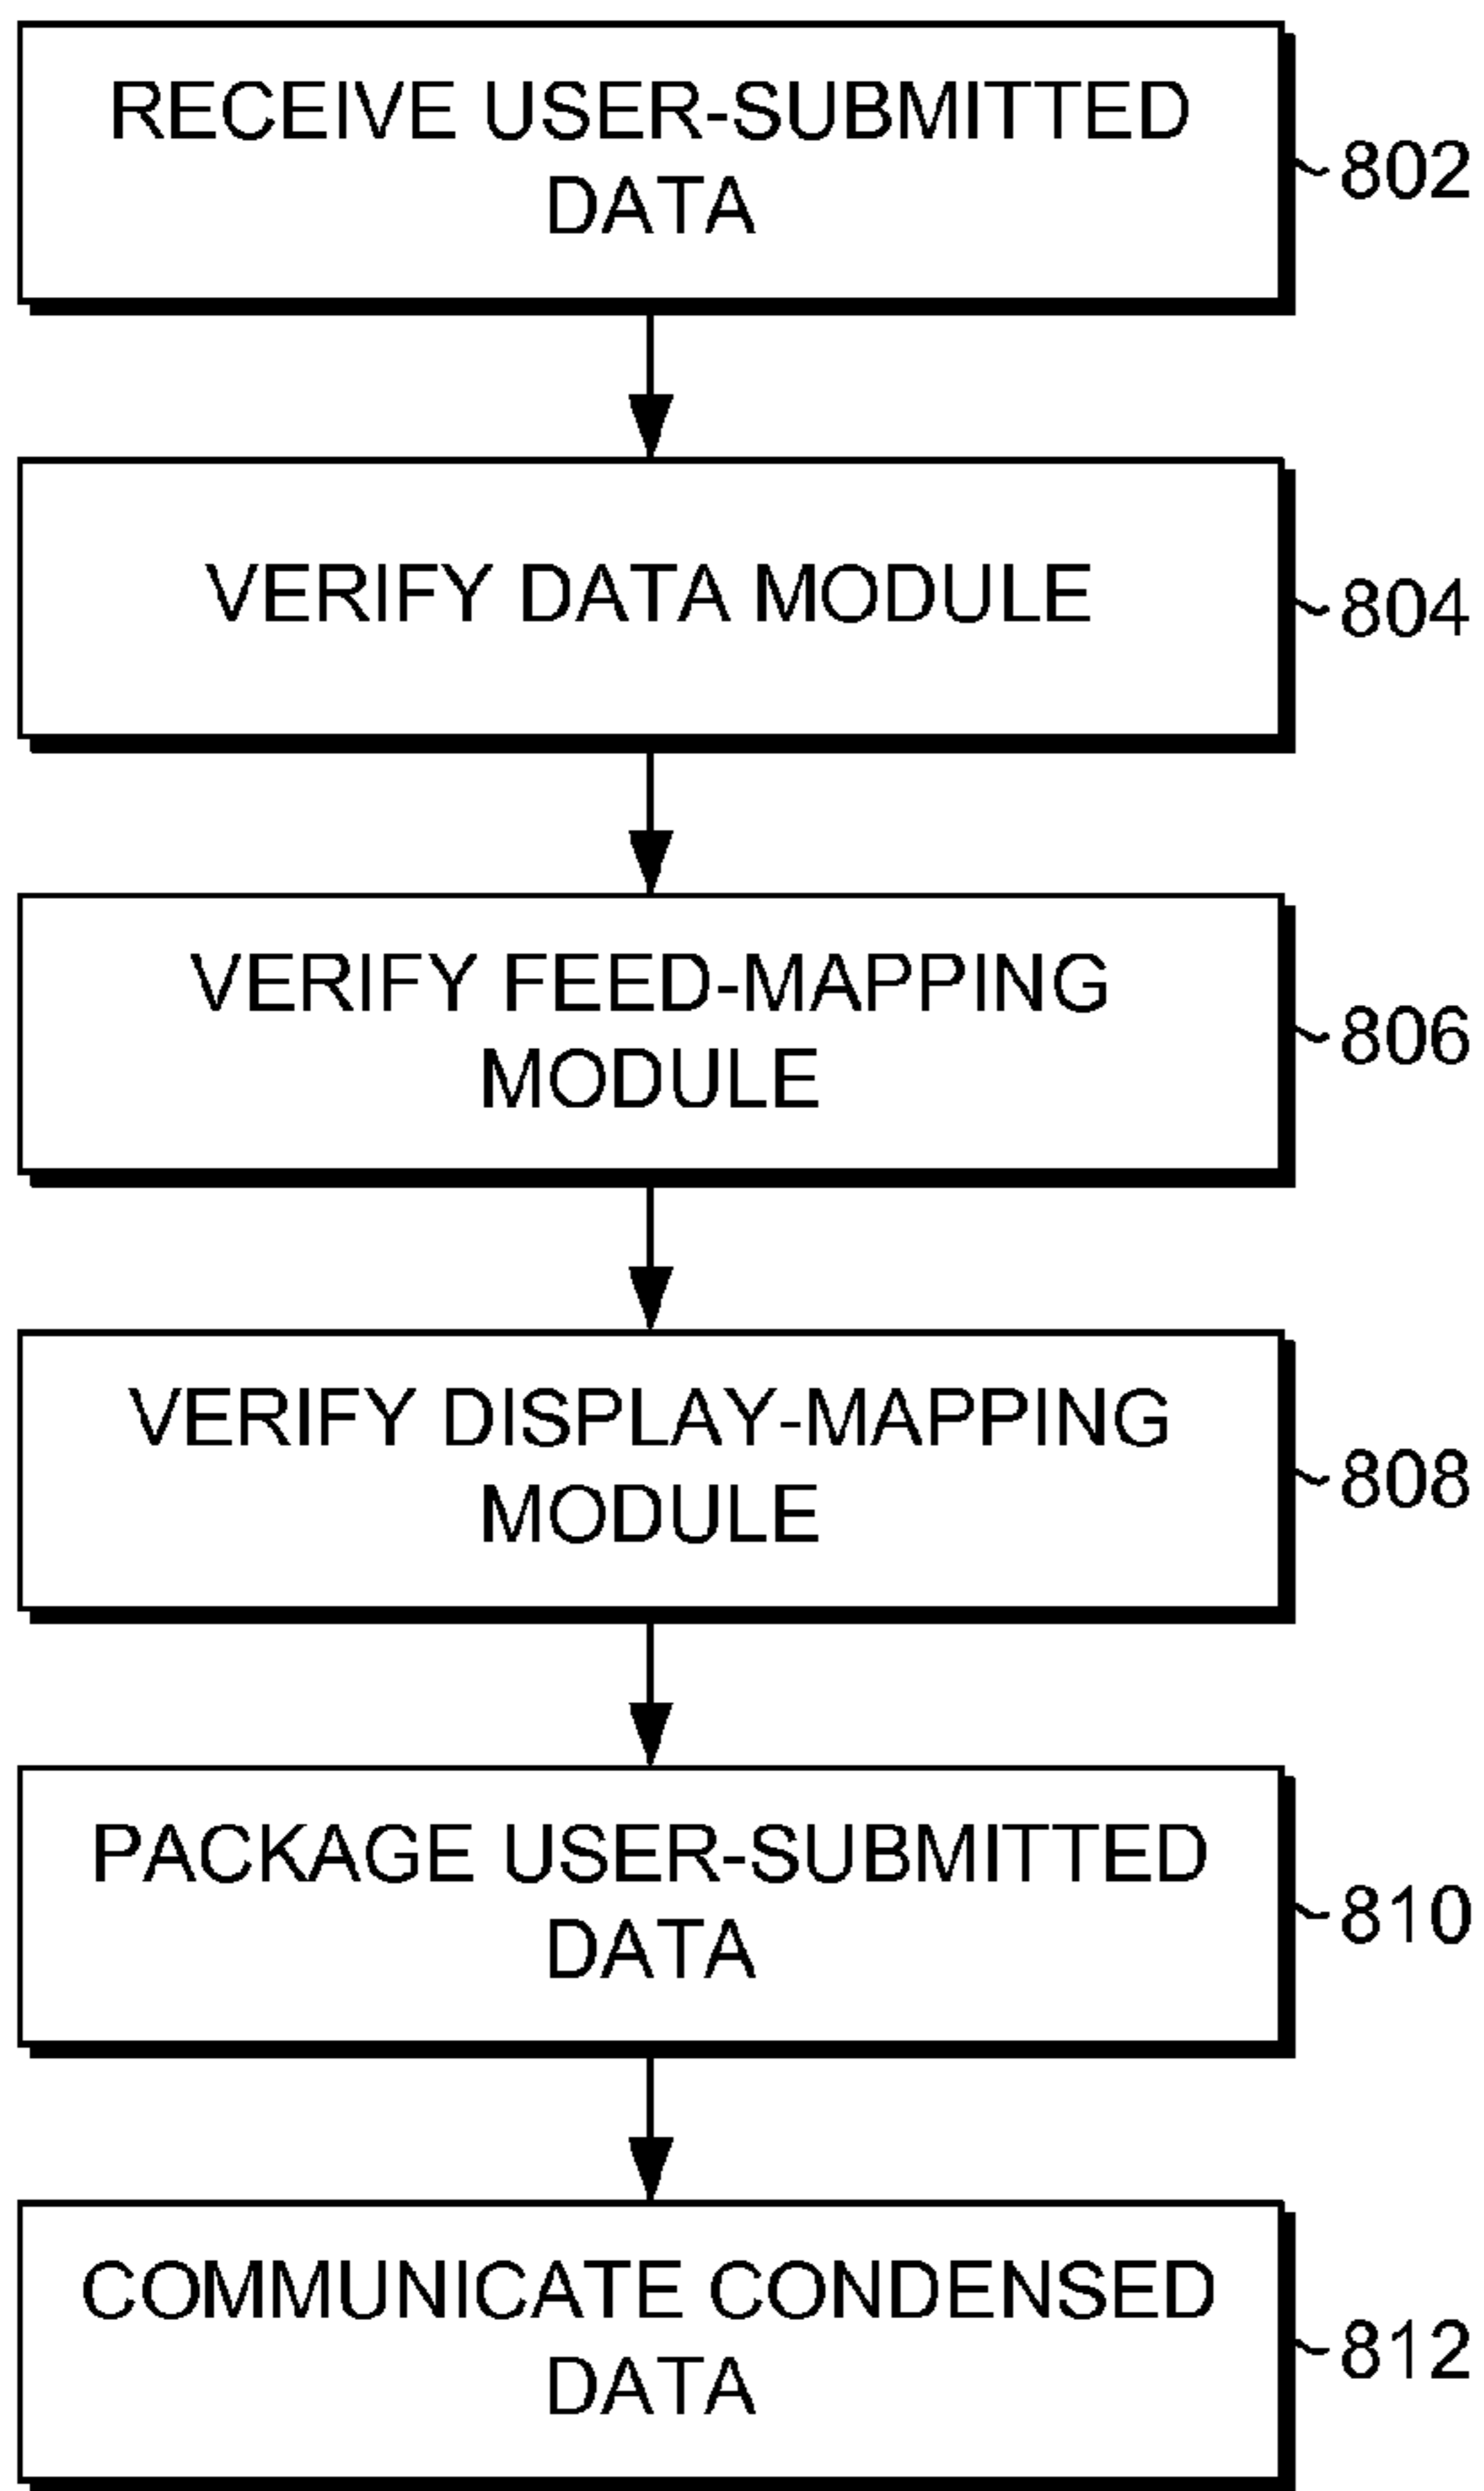 RECEIVE USER-SUBMITTED
DATA
802
VERIFY DATA MODULE
804
VERIFY FEED-MAPPING
MODULE
806
VERIFY DISPLAY-MAPPING
MODULE
808
PACKAGE USER-SUBMITTED
DATA
810
COMMUNICATE CONDENSED
DATA
812